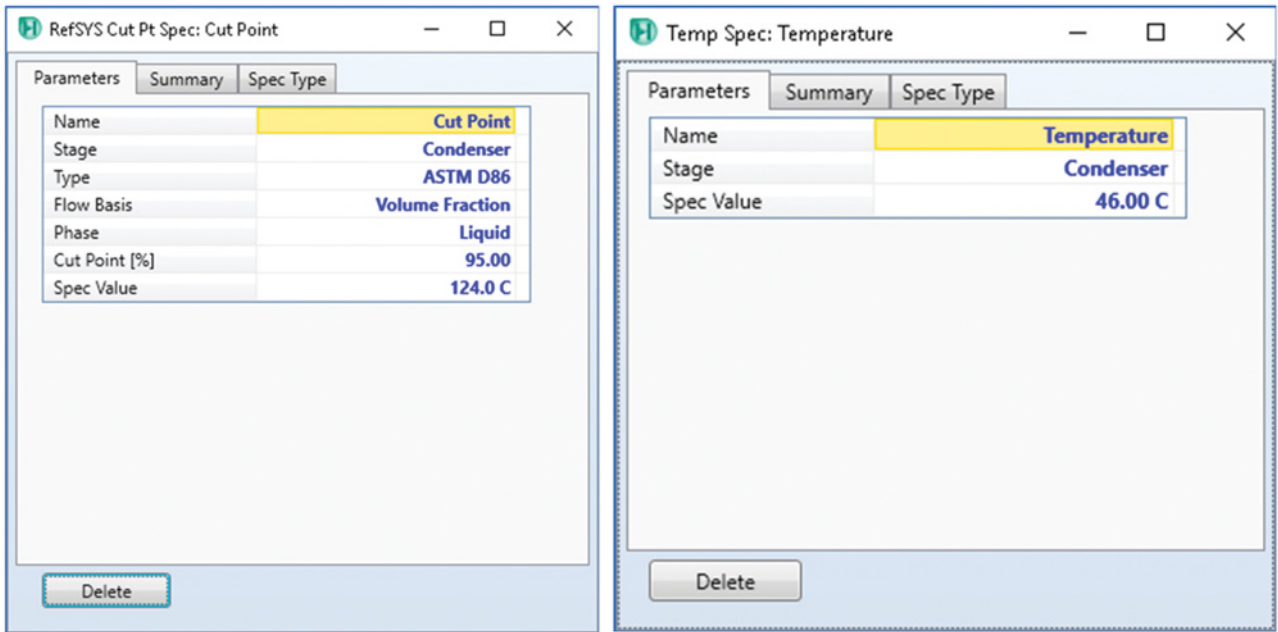 RefSYS Cut Pt Spec: Cut Point
Parameters Summary Spec Type
Name Cut Point
Stage Condenser
Type ASTM D86
Flow Basis Volume Fraction
Phase Liquid
Cut Point [%] 95.00
Spec Value 124.0 C
Delete
Temp Spec: Temperature
Parameters Summary Spec Type
Name Temperature
Stage Condenser
Spec Value 46.00 C
Delete